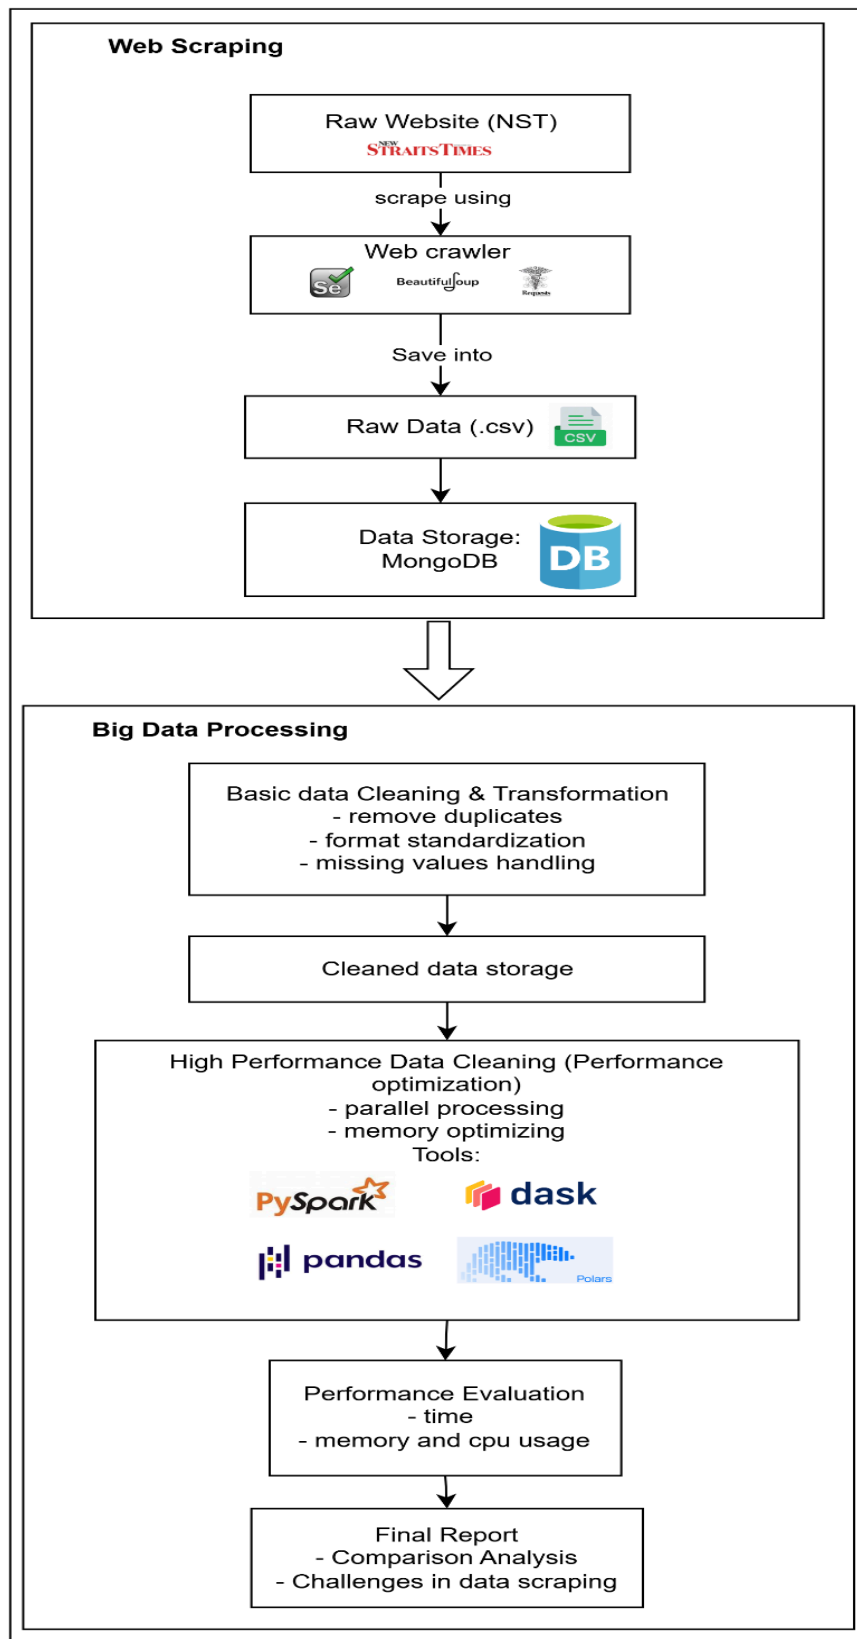 Web Scraping
Raw Website (NST)
NEW
STRAITSTIMES
scrape using
Web crawler
Se
BeautifulSoup
Requests
Save into
Raw Data (.csv)
CSV
Data Storage:
MongoDB
DB
Big Data Processing
Basic data Cleaning & Transformation
- remove duplicates
- format standardization
- missing values handling
Cleaned data storage
High Performance Data Cleaning (Performance
optimization)
- parallel processing
- memory optimizing
Tools:
PySpark
dask
pandas
Polars
Performance Evaluation
- time
- memory and cpu usage
Final Report
- Comparison Analysis
- Challenges in data scraping